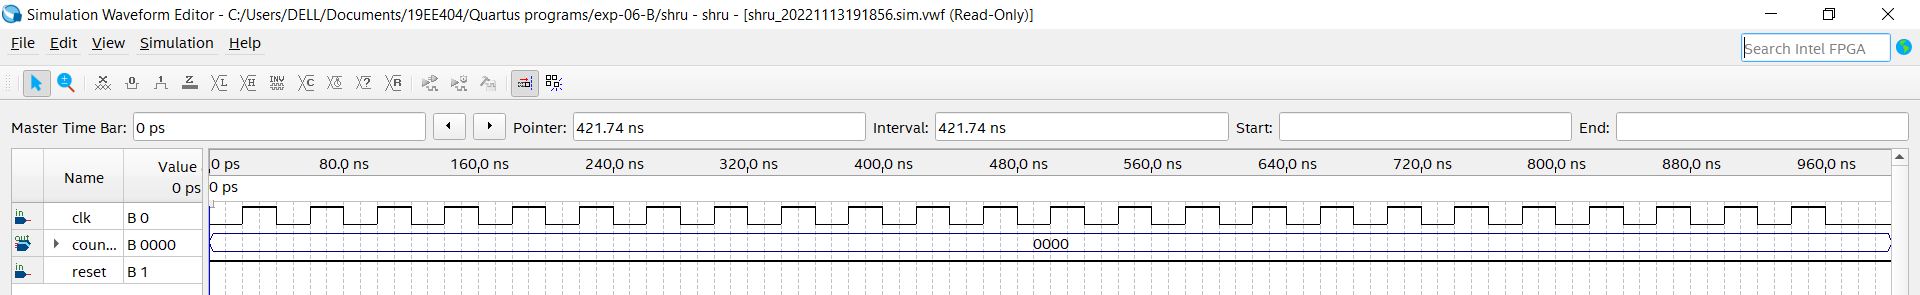 Simulation Waveform Editor - C:/Users/DELL/Documents/19EE404/Quartus programs/exp-06-B/shru - shru - [shru_20221113191856.sim.vwf (Read-Only)]
File Edit View Simulation Help
Search Intel FPGA
Master Time Bar: 0 ps Pointer: 421.74 ns Interval: 421.74 ns Start: End:
Name Value 0 ps 80.0 ns 160.0 ns 240.0 ns 320.0 ns 400.0 ns 480.0 ns 560.0 ns 640.0 ns 720.0 ns 800.0 ns 880.0 ns 960.0 ns
0 ps 0 ps
in clk B 0
out coun... B 0000 0000
in reset B 1